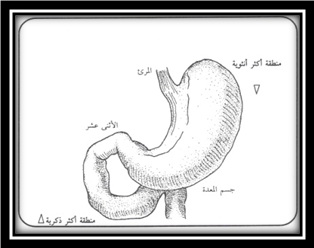 منطقة أكثر أنثوية
المرئ
الأثنى عشر
جسم المعدة
منطقة أكثر ذكرية